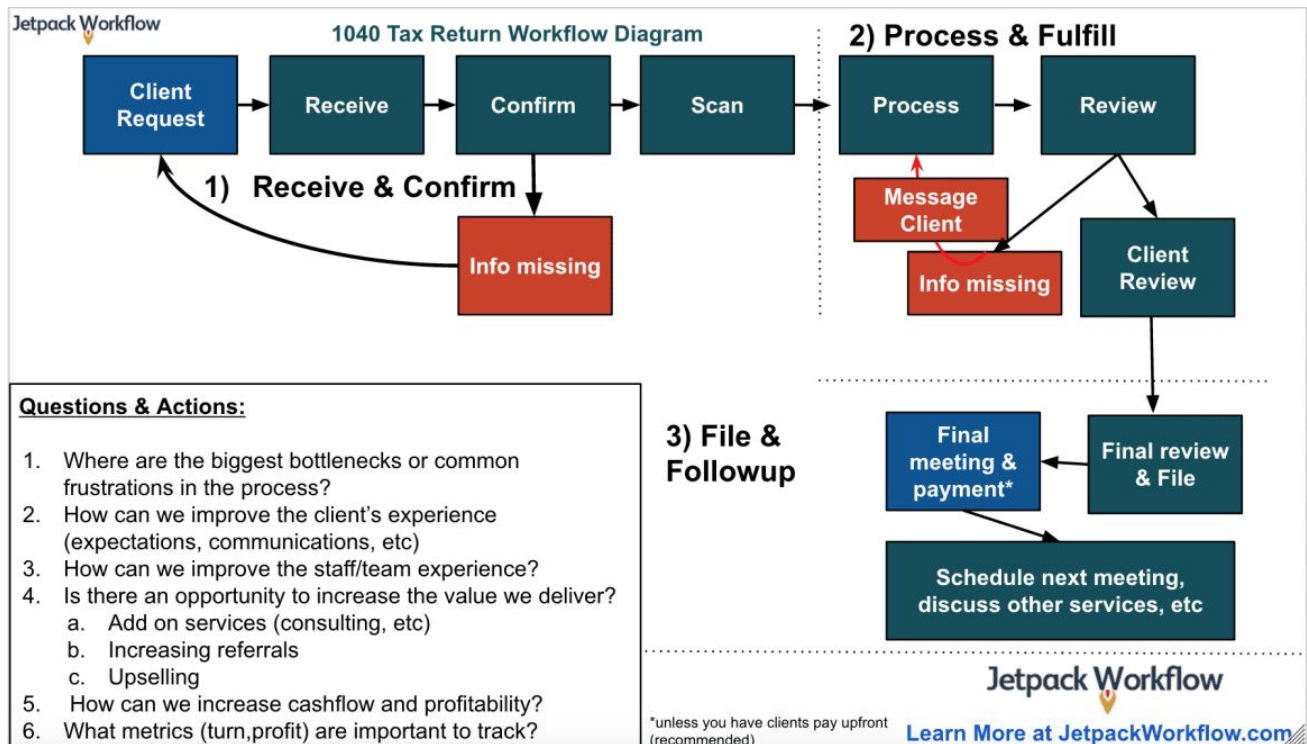 Jetpack Workflow
1040 Tax Return Workflow Diagram
2) Process & Fulfill
Client
Request
Receive
Confirm
Scan
Process
Review
1) Receive & Confirm
Info missing
Message
Client
Info missing
Client
Review
3) File &
Followup
Final
meeting &
payment*
Final review
& File
Schedule next meeting,
discuss other services, etc
Questions & Actions:
1. Where are the biggest bottlenecks or common
frustrations in the process?
2. How can we improve the client's experience
(expectations, communications, etc)
3. How can we improve the staff/team experience?
4. Is there an opportunity to increase the value we deliver?
a. Add on services (consulting, etc)
b. Increasing referrals
c. Upselling
5. How can we increase cashflow and profitability?
6. What metrics (turn,profit) are important to track?
*unless you have clients pay upfront
(recommended)
Jetpack Workflow
Learn More at JetpackWorkflow.com